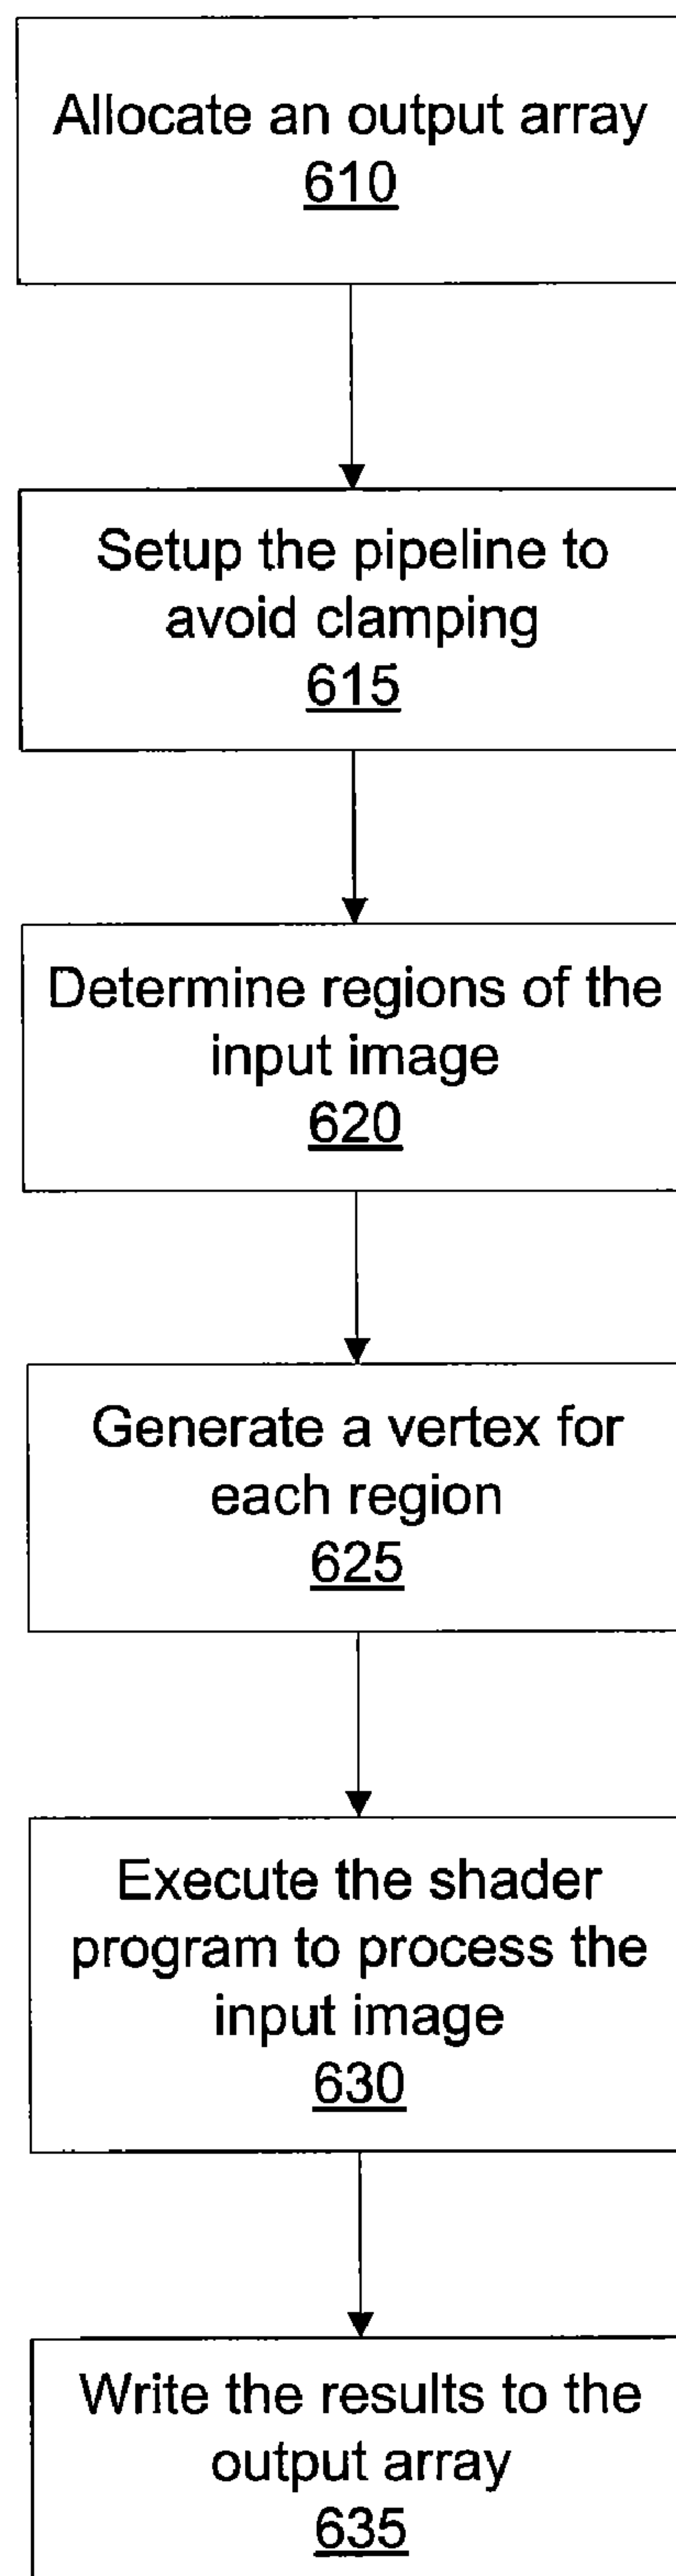 Allocate an output array
610
Setup the pipeline to
avoid clamping
615
Determine regions of the
input image
620
Generate a vertex for
each region
625
Execute the shader
program to process the
input image
630
Write the results to the
output array
635